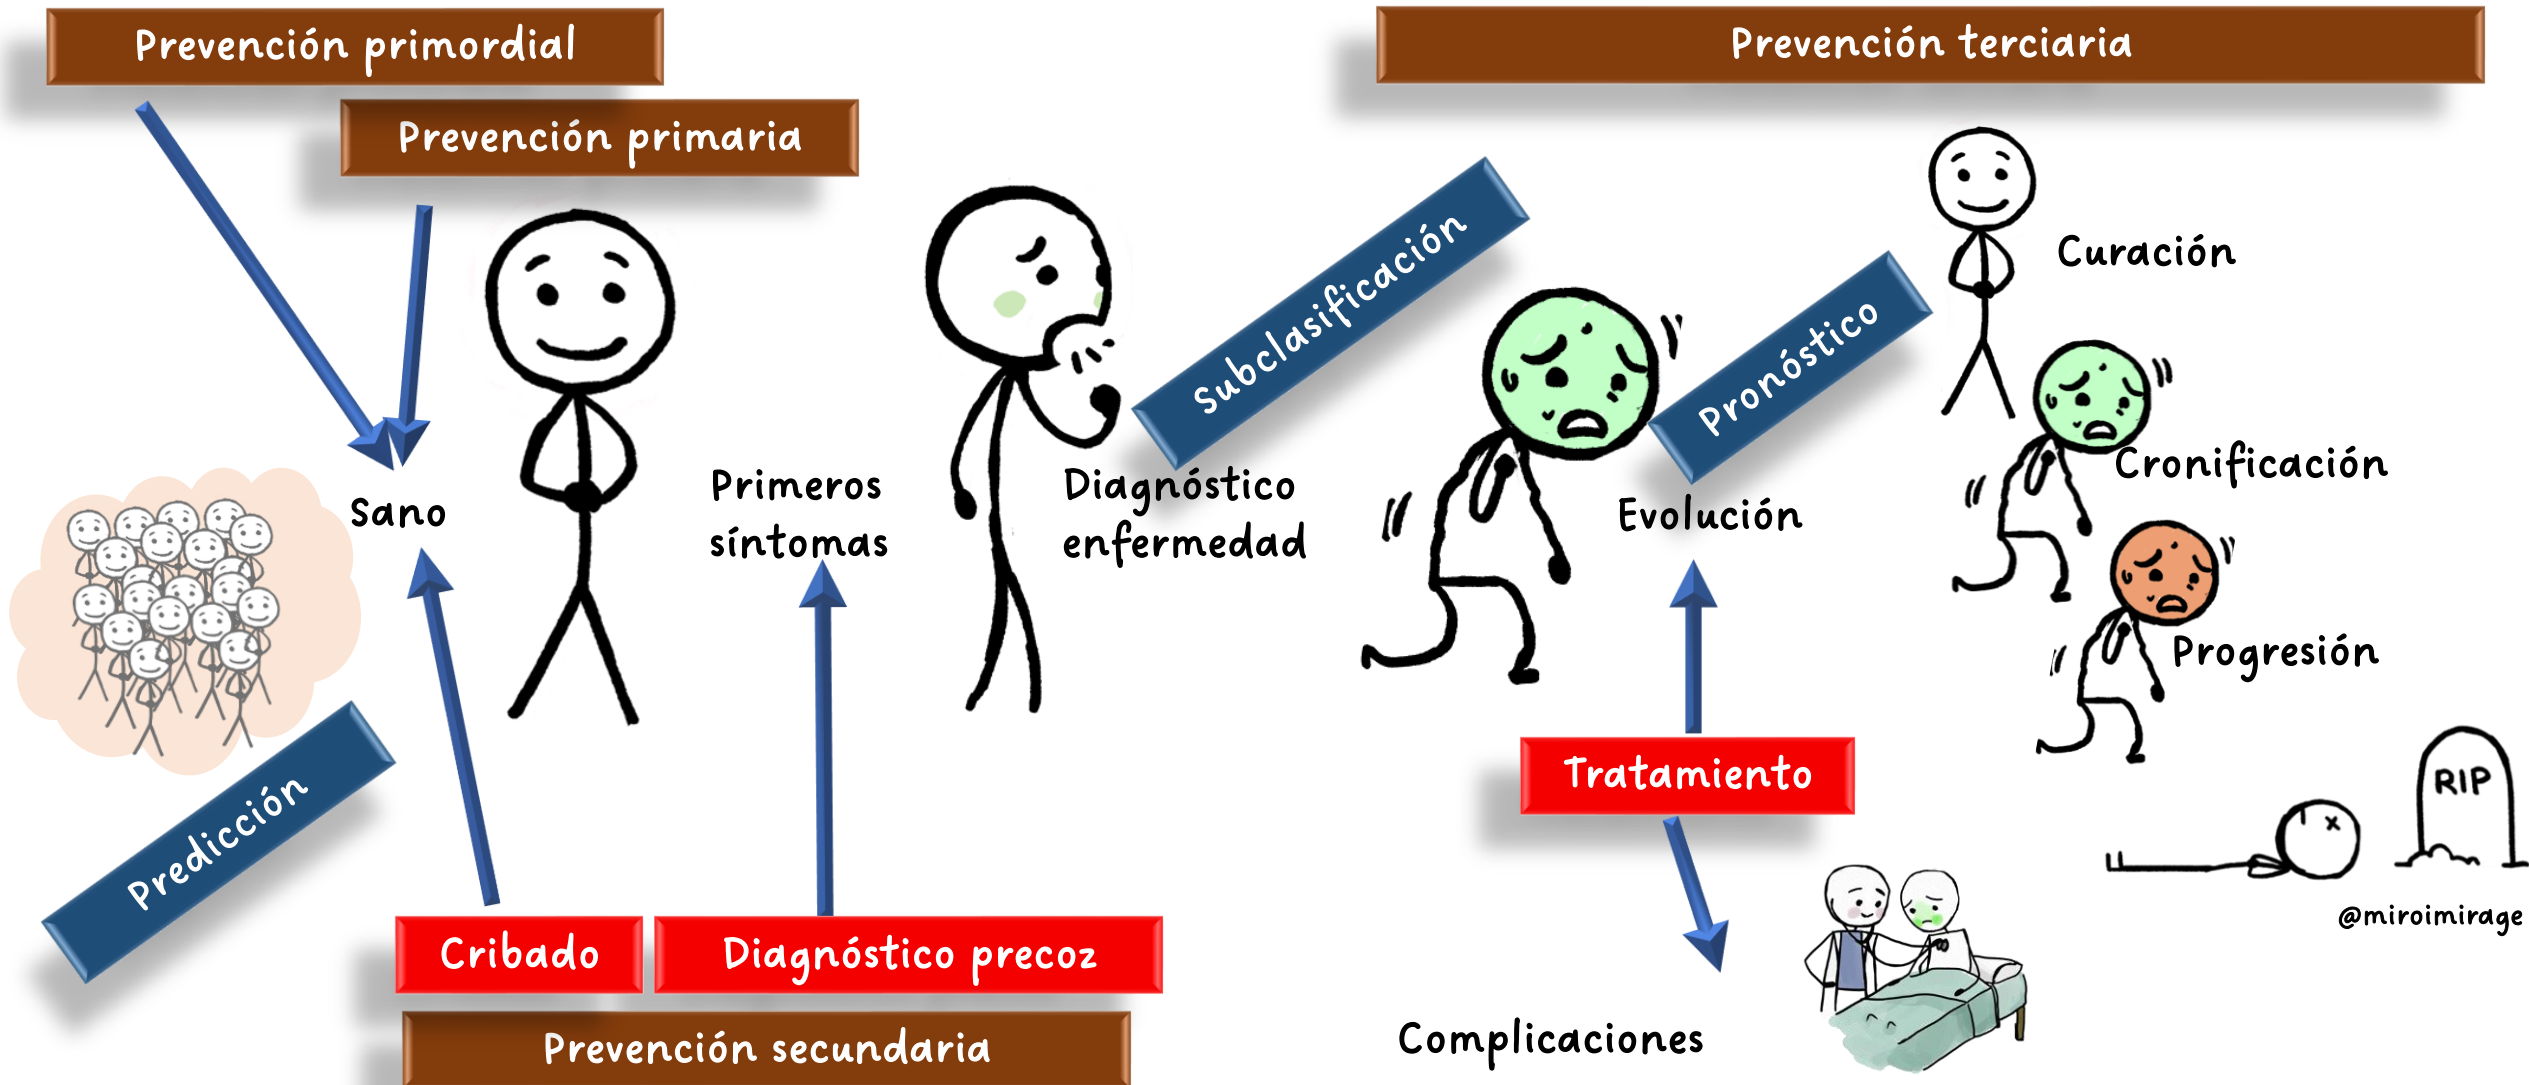 Prevención primordial
Prevención terciaria
Prevención primaria
Subclasificación
Curación
Pronóstico
Cronificación
Sano
Primeros
síntomas
Diagnóstico
enfermedad
Evolución
Progresión
Predicción
Tratamiento
RIP
@miroimirage
Cribado
Diagnóstico precoz
Complicaciones
Prevención secundaria